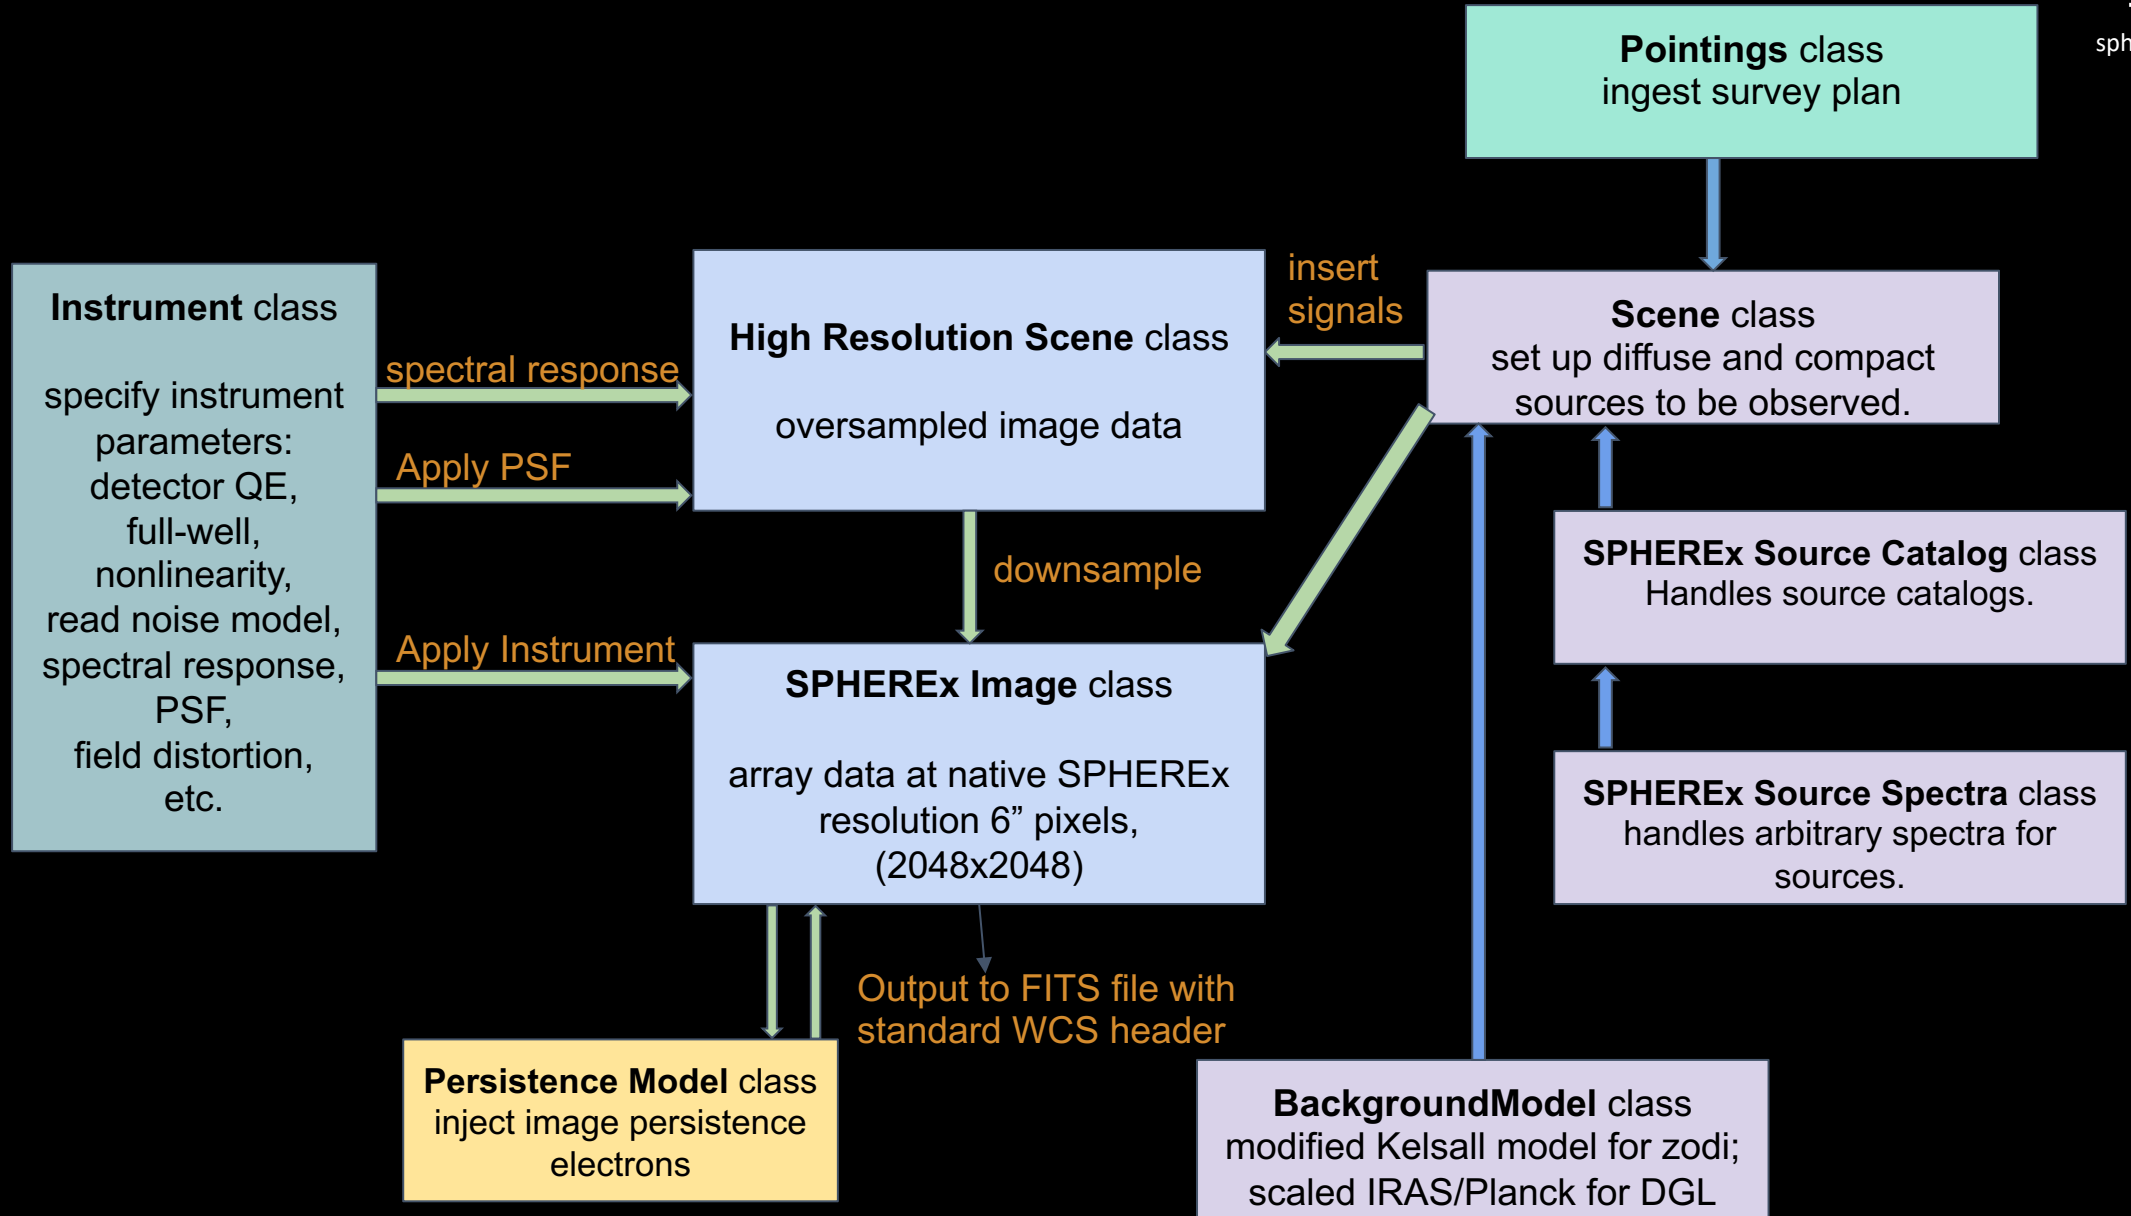 Pointings class
ingest survey plan
sph
Instrument class
specify instrument
parameters:
detector QE,
full-well,
nonlinearity,
read noise model,
spectral response,
PSF,
field distortion,
etc.
spectral response
Apply PSF
Apply Instrument
High Resolution Scene class
oversampled image data
insert
signals
Scene class
set up diffuse and compact
sources to be observed.
downsample
SPHEREx Image class
array data at native SPHEREx
resolution 6” pixels,
(2048x2048)
SPHEREx Source Catalog class
Handles source catalogs.
SPHEREx Source Spectra class
handles arbitrary spectra for
sources.
Output to FITS file with
standard WCS header
Persistence Model class
inject image persistence
electrons
BackgroundModel class
modified Kelsall model for zodi;
scaled IRAS/Planck for DGL